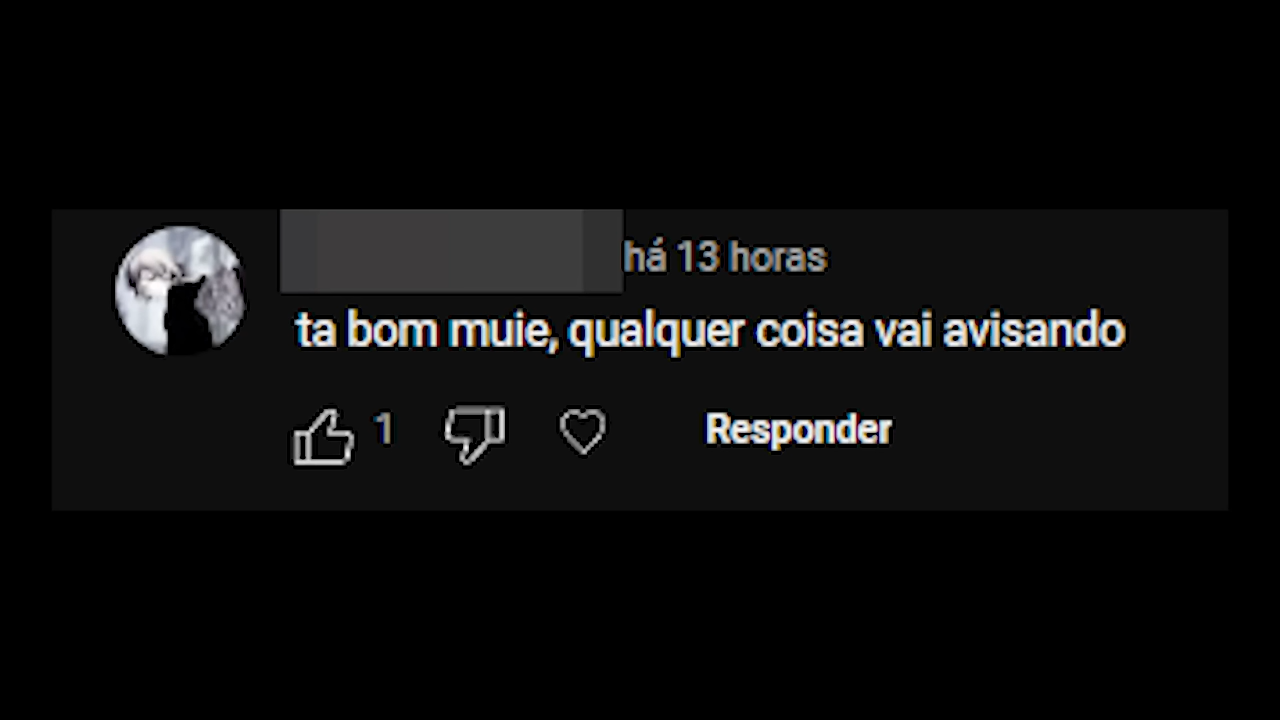 há 13 horas
ta bom muie, qualquer coisa vai avisando
1 Responder